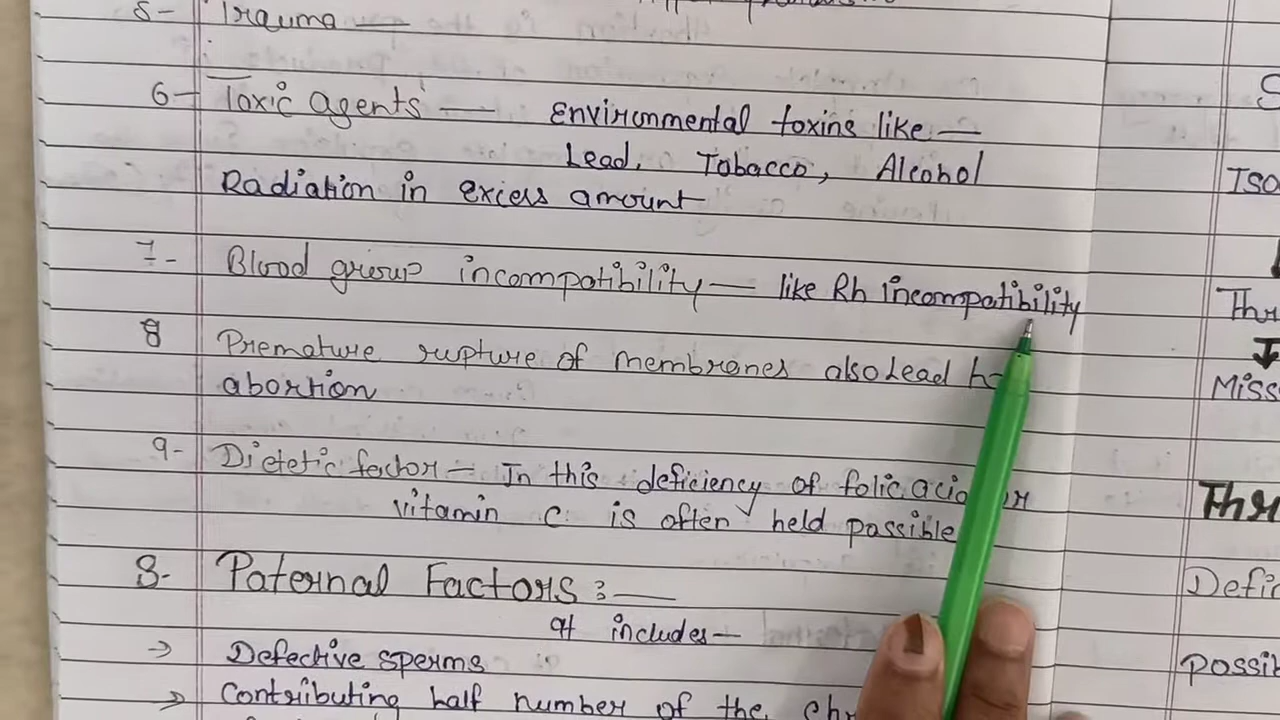 5- Trauma
6- Toxic agents — Environmental toxins like —
Lead, Tobacco, Alcohol
Radiation in excess amount
7- Blood group incompatibility — like Rh incompatibility
8 Premature rupture of membranes also Lead
abortion
9- Dietetic factor — In this deficiency of folic acid or
vitamin C is often held possible
8- Paternal Factors :—
It includes —
→ Defective sperms
→ Contributing half number of the
Iso
Thr
Miss
Thr
Defi
Possib